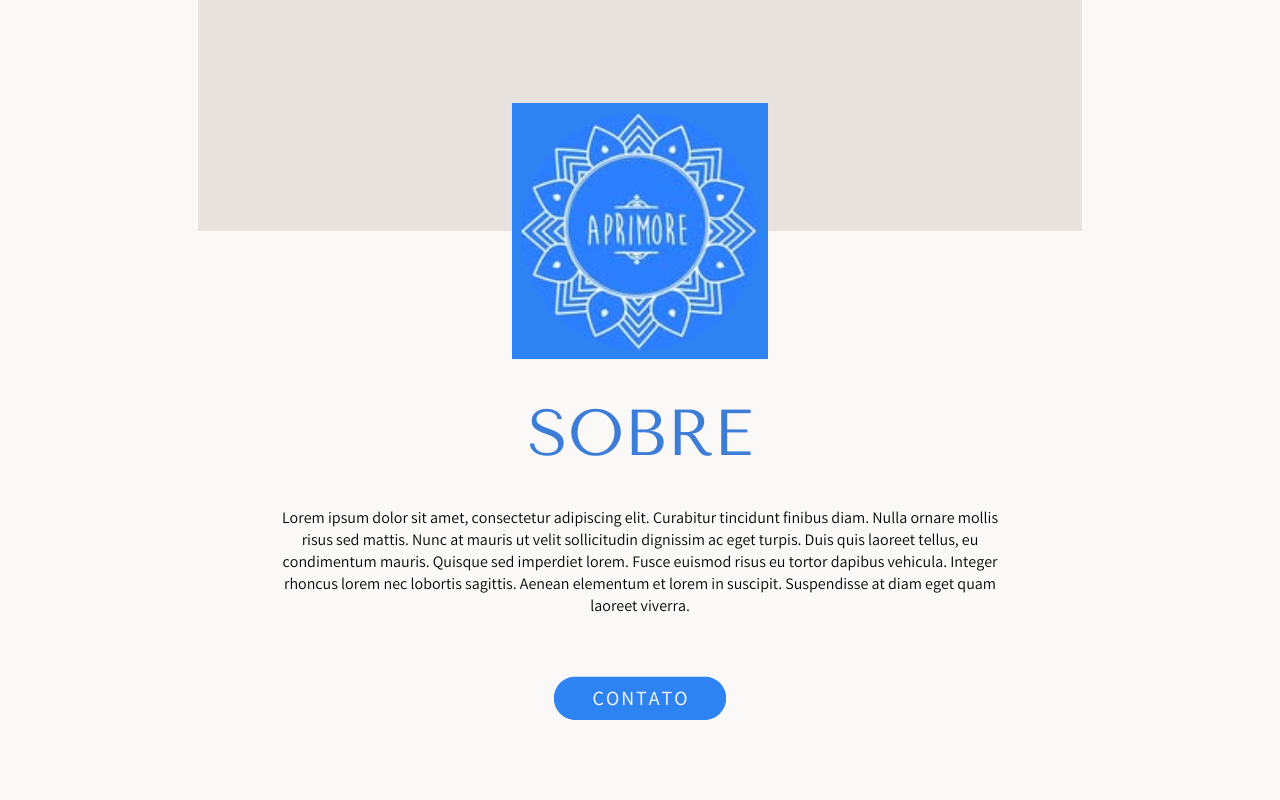 APRIMORE
SOBRE
Lorem ipsum dolor sit amet, consectetur adipiscing elit. Curabitur tincidunt finibus diam. Nulla ornare mollis
risus sed mattis. Nunc at mauris ut velit sollicitudin dignissim ac eget turpis. Duis quis laoreet tellus, eu
condimentum mauris. Quisque sed imperdiet lorem. Fusce euismod risus eu tortor dapibus vehicula. Integer
rhoncus lorem nec lobortis sagittis. Aenean elementum et lorem in suscipit. Suspendisse at diam eget quam
laoreet viverra.
CONTATO